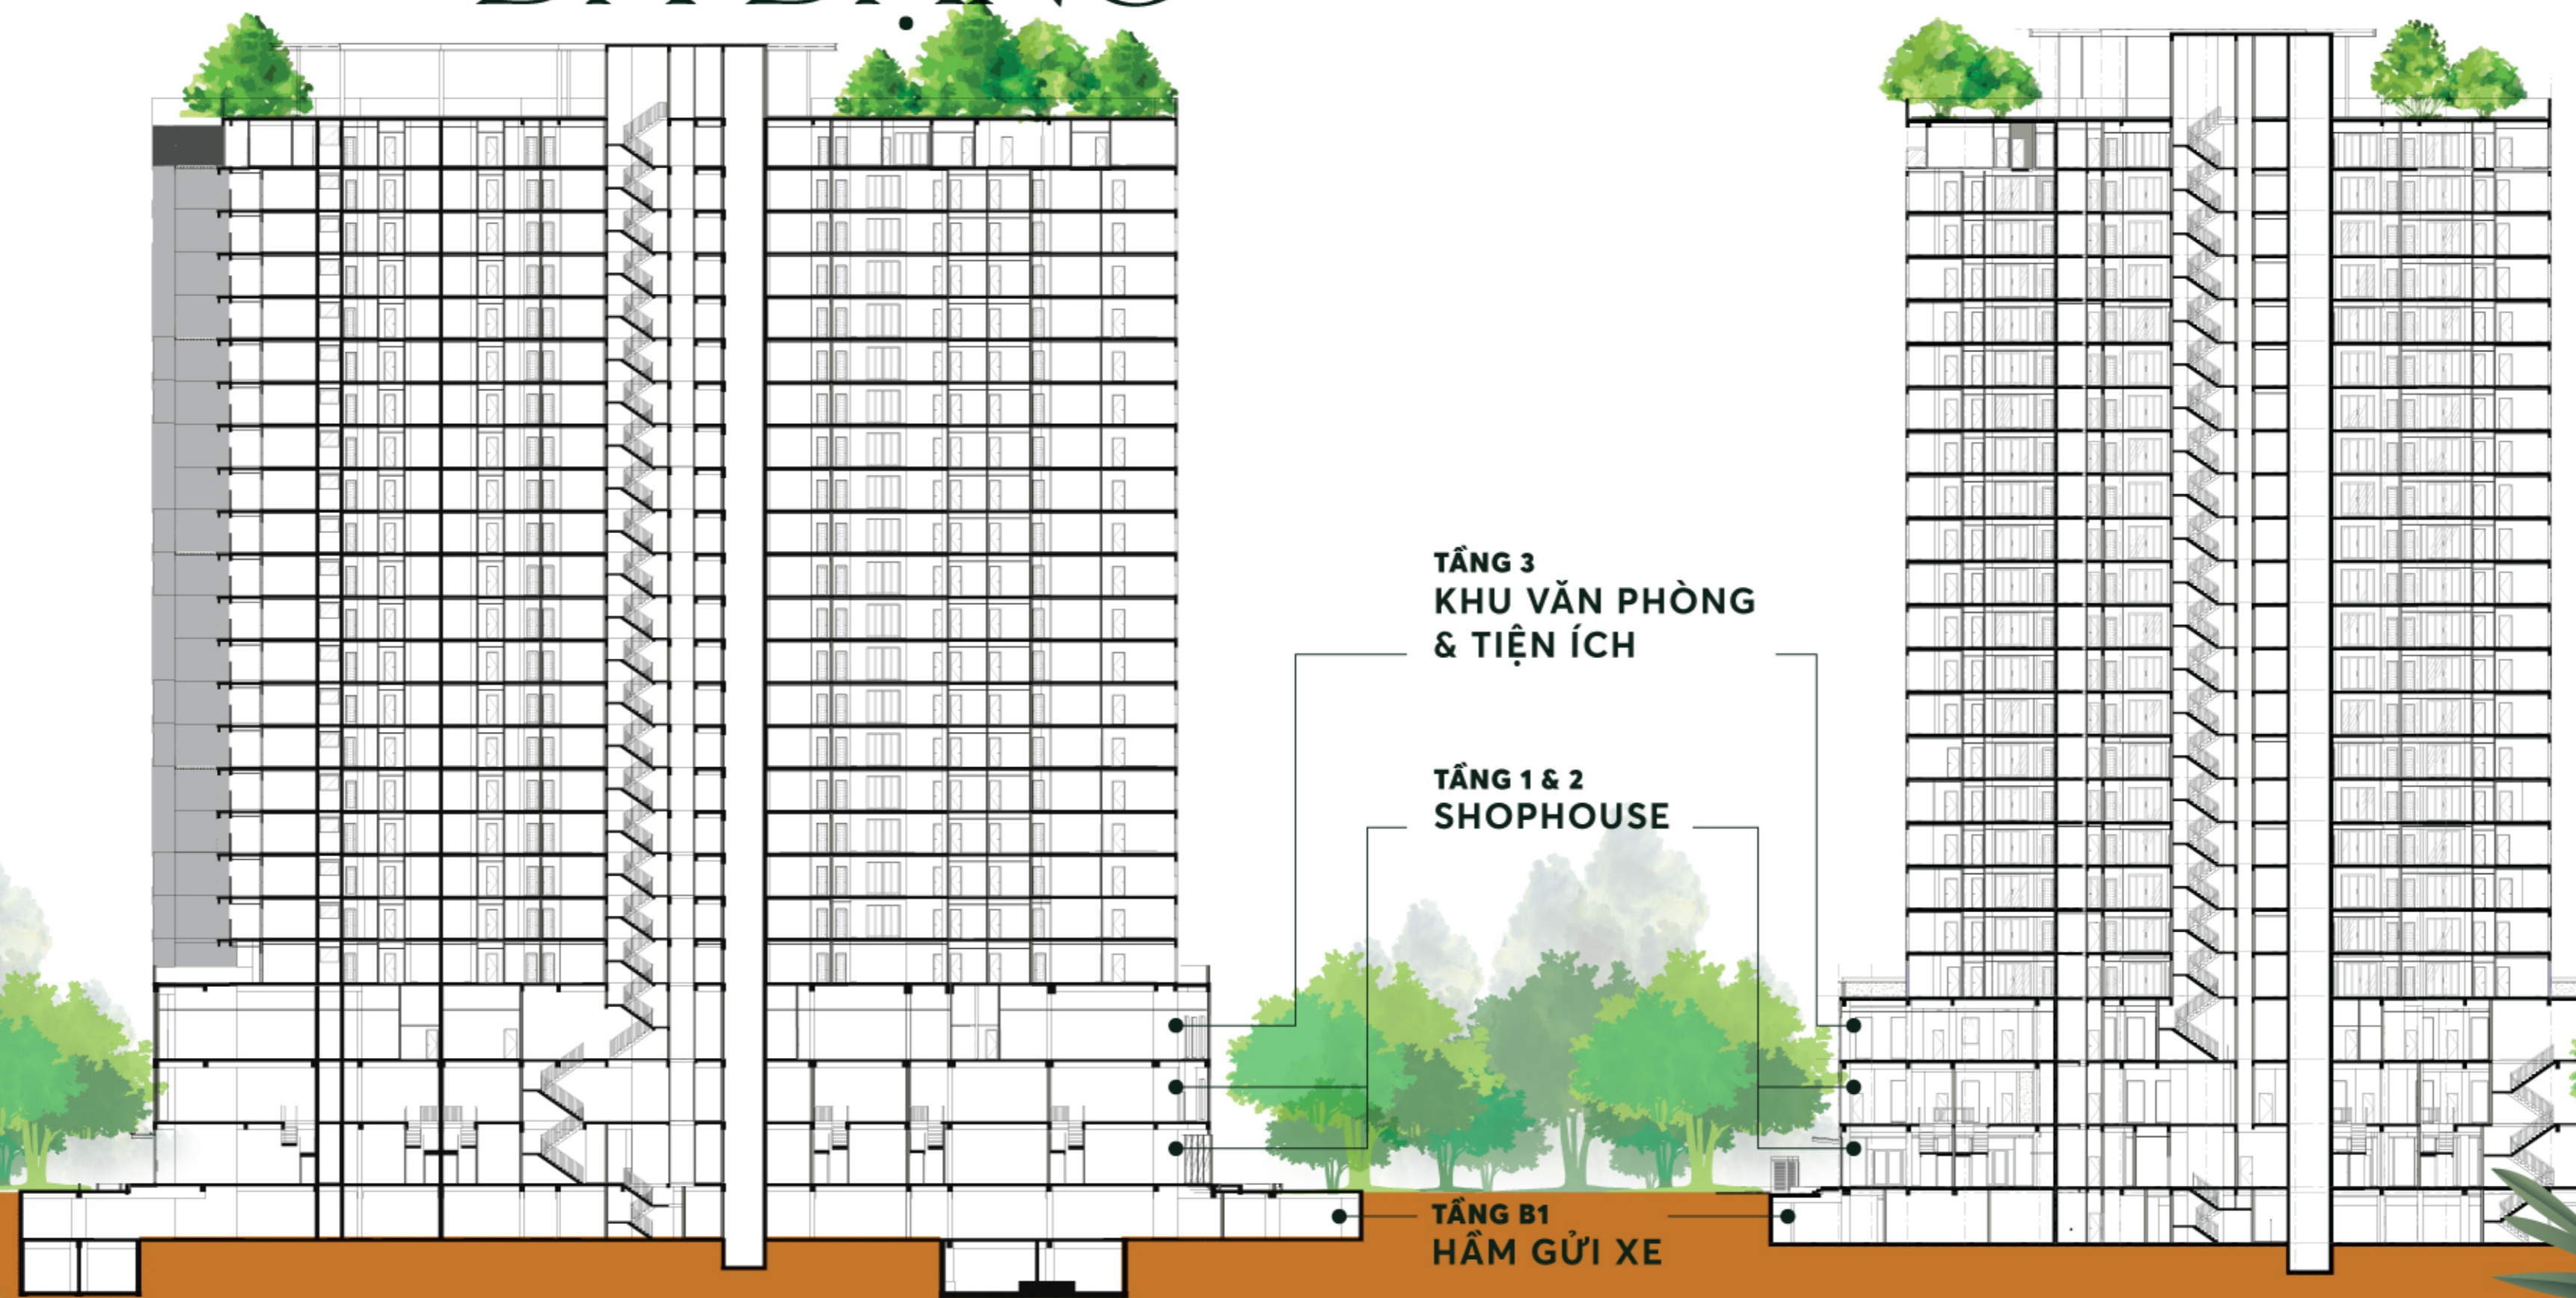 TẦNG 3
KHU VĂN PHÒNG
& TIỆN ÍCH
TẦNG 1 & 2
SHOPHOUSE
TẦNG B1
HẦM GỬI XE